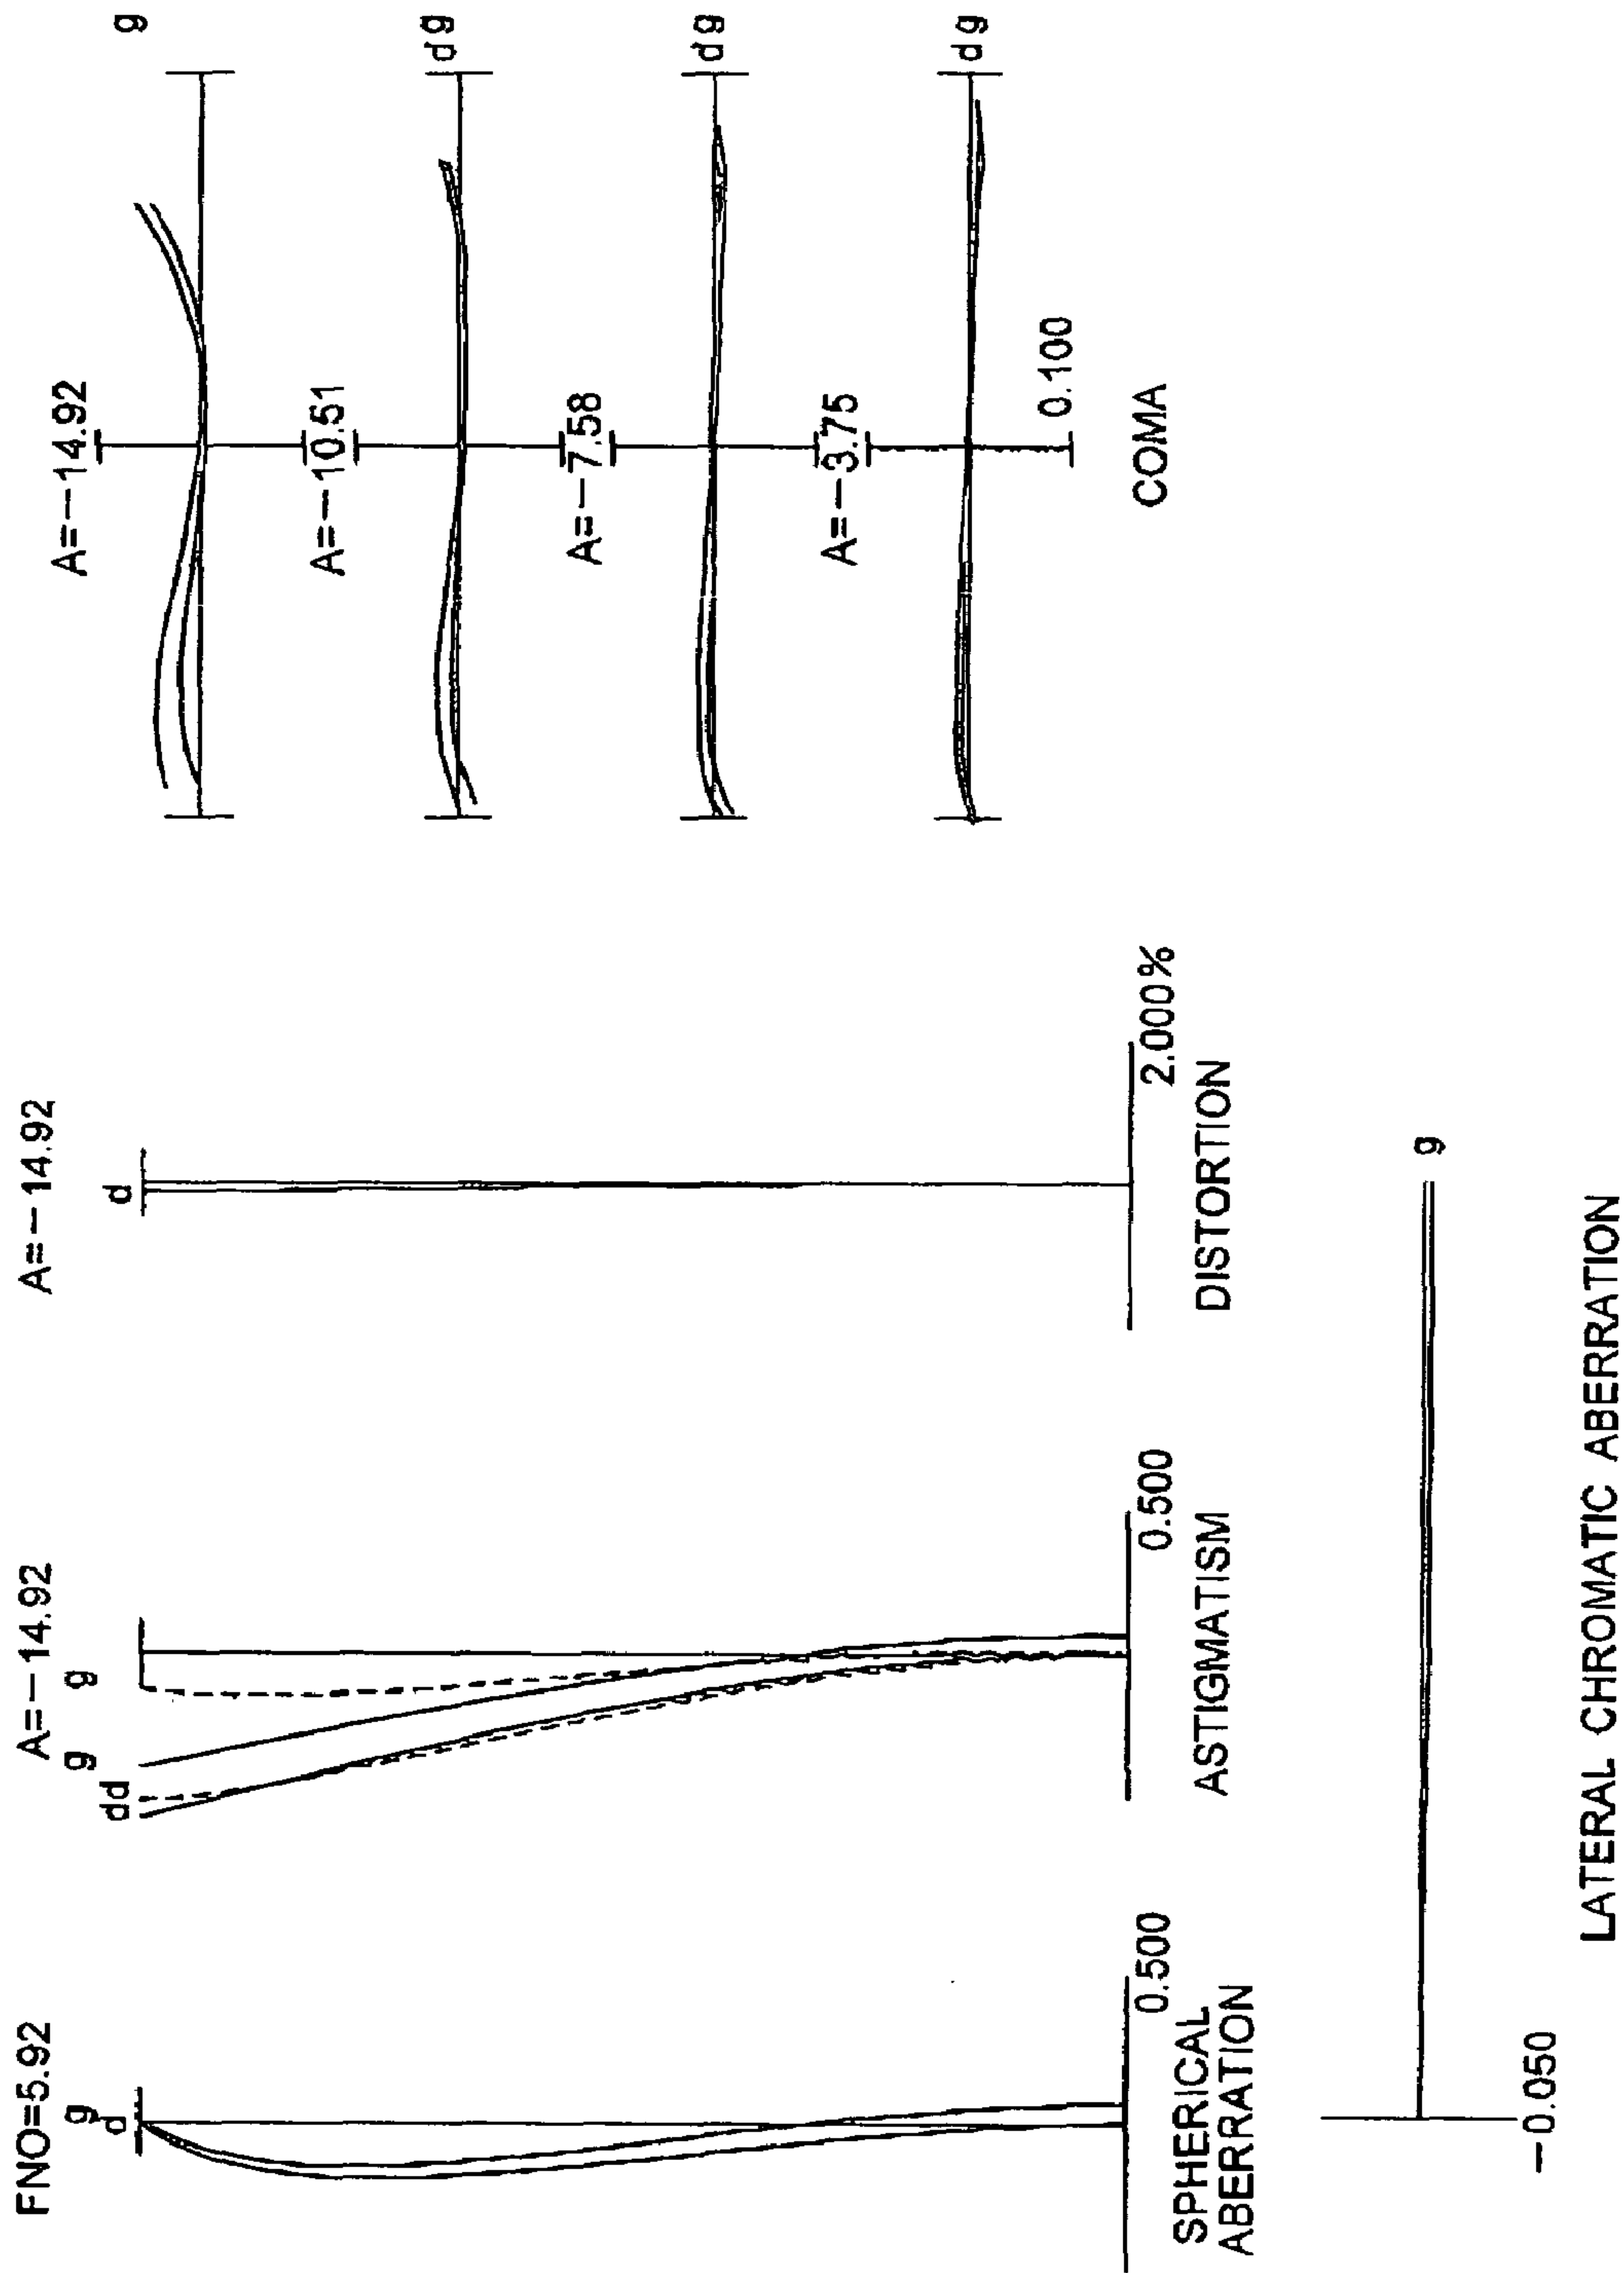 FNO=5.92
g
d
0.500
SPHERICAL
ABERRATION
A=−14.92
g
g
dd
0.500
ASTIGMATISM
A=−14.92
d
2.000%
DISTORTION
A=−14.92
g
A=−10.51
dg
A=−7.58
dg
A=−3.75
dg
0.100
COMA
g
−0.050
LATERAL CHROMATIC ABERRATION